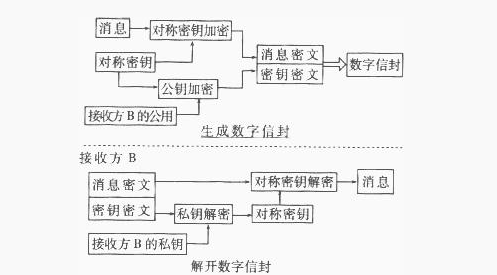 消息
对称密钥加密
对称密钥
消息密文
密钥密文
数字信封
公钥加密
接收方B的公用
生成数字信封
接收方 B
消息密文
对称密钥解密
消息
密钥密文
私钥解密
对称密钥
接收方B的私钥
解开数字信封